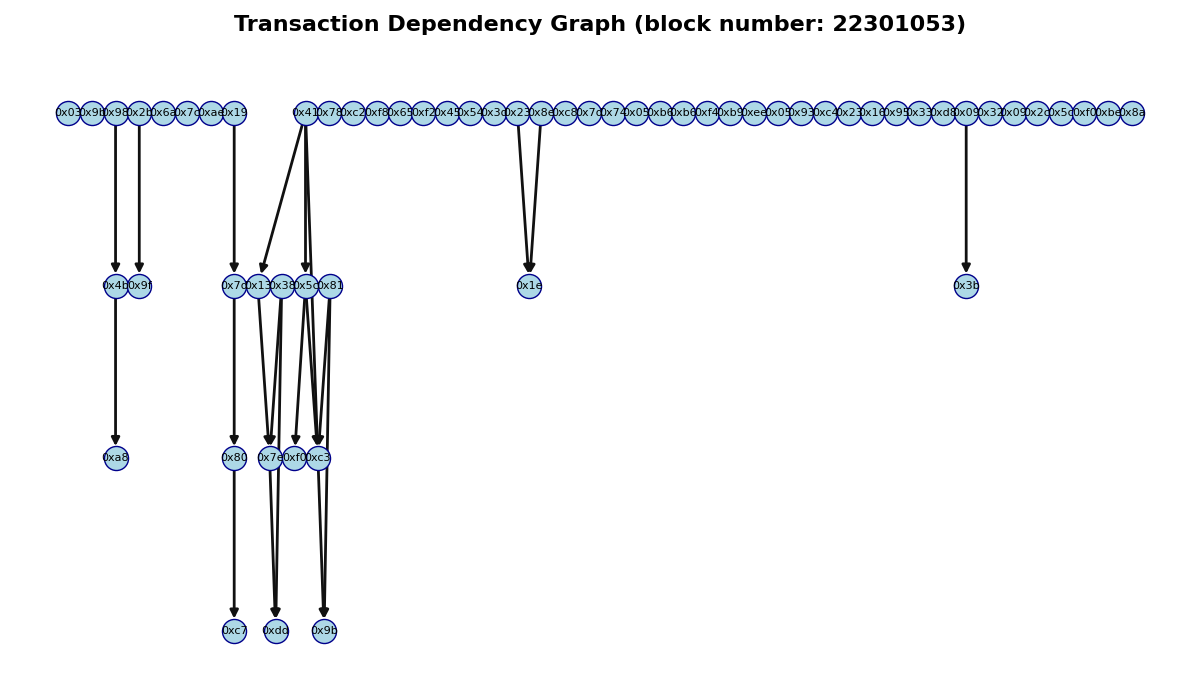 Transaction Dependency Graph (block number: 22301053)
0x03 0x9b 0x98 0x2b 0x6a 0x7c 0xae 0x19 0x41 0x78 0xc2 0xf8 0x65 0xf2 0x45 0x54 0x3d 0x23 0x8e 0xc8 0x7d 0x74 0x05 0xb6 0xb6 0xf4 0xb9 0xee 0x05 0x93 0xc4 0x23 0x16 0x95 0x33 0xd8 0x09 0x32 0x09 0x2c 0x5c 0xf0 0xbe 0x8a
0x4b 0x9f 0x7d 0x13 0x38 0x5c 0x81 0x1e 0x3b
0xa8 0x80 0x7e 0xf0 0xc3
0xc7 0xdd 0x9b